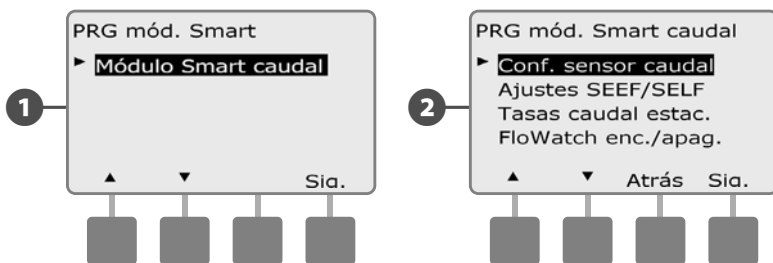 1
PRG mód. Smart
► Módulo Smart caudal
▲ ▼ Sig.
2
PRG mód. Smart caudal
► Conf. sensor caudal
Ajustes SEEF/SELF
Tasas caudal estac.
FloWatch enc./apag.
▲ ▼ Atrás Sig.